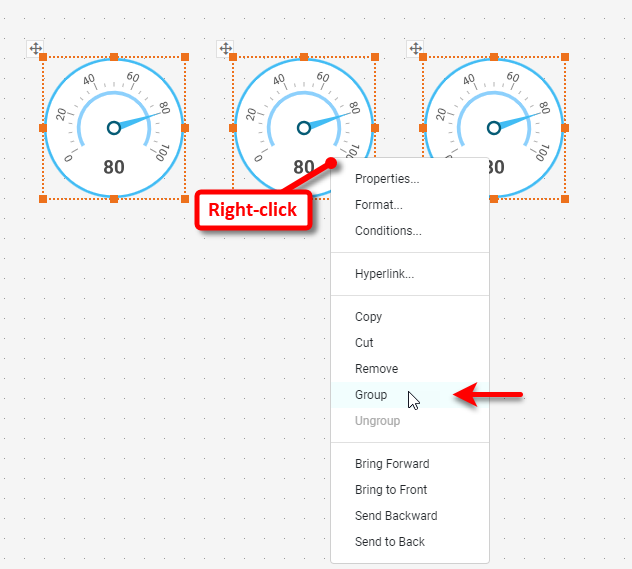 40 60
20 80
0 100
80
40 60
20 80
0 100
80
40 60
20 80
0 100
80
Right-click
Properties...
Format...
Conditions...
Hyperlink...
Copy
Cut
Remove
Group
Ungroup
Bring Forward
Bring to Front
Send Backward
Send to Back